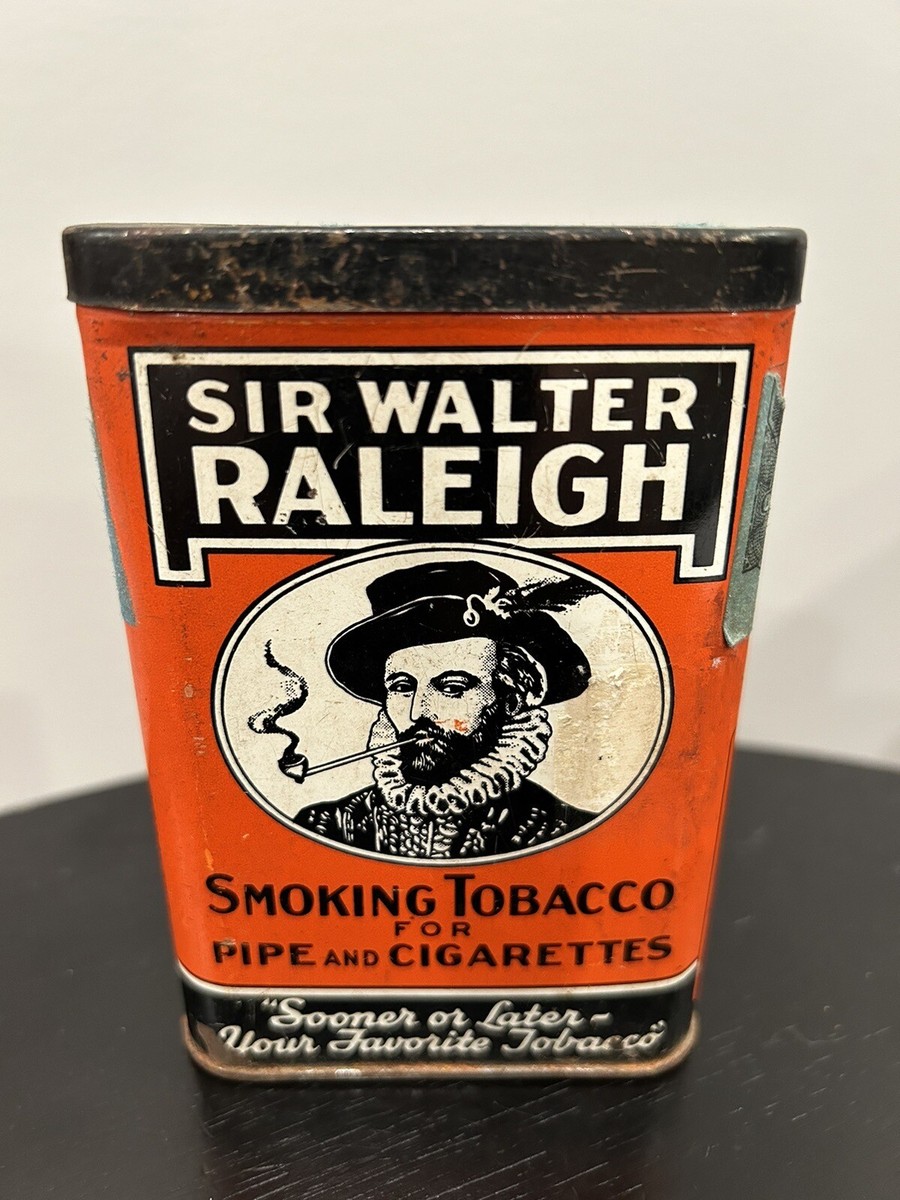 SIR WALTER
RALEIGH
SMOKING TOBACCO
FOR
PIPE AND CIGARETTES
"Sooner or Later-
Your Favorite Tobacco"